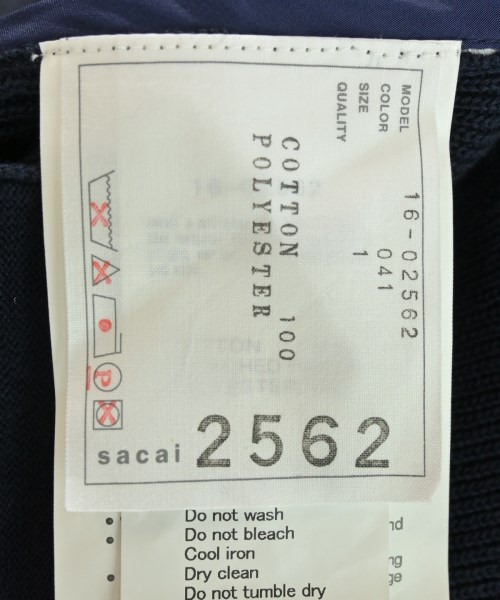 MODEL 16-02562
COLOR 041
SIZE 1
QUALITY
COTTON 100
POLYESTER
P
sacai 2562
Do not wash
Do not bleach
Cool iron
Dry clean
Do not tumble dry